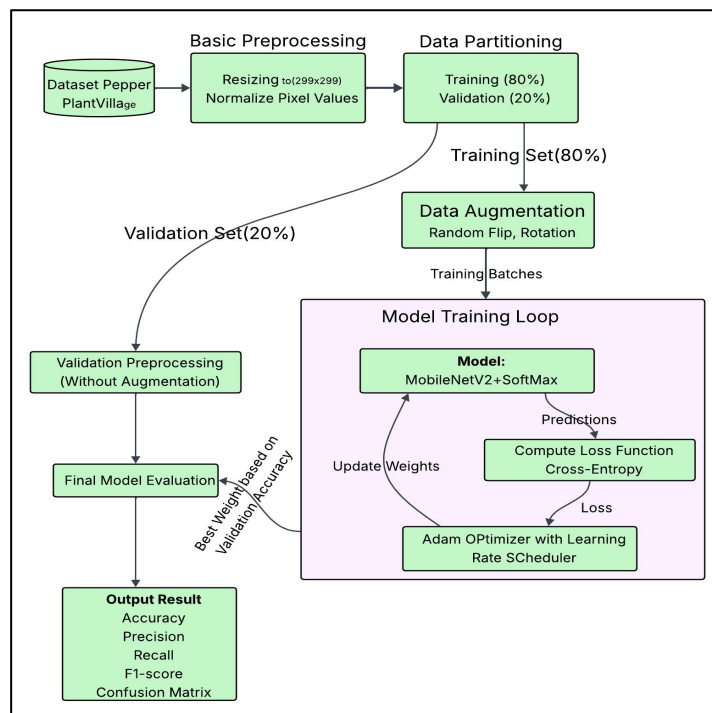 Basic Preprocessing
Data Partitioning
Dataset Pepper
PlantVillage
Resizing to(299x299)
Normalize Pixel Values
Training (80%)
Validation (20%)
Training Set(80%)
Data Augmentation
Random Flip, Rotation
Validation Set(20%)
Training Batches
Model Training Loop
Model:
MobileNetV2+SoftMax
Validation Preprocessing
(Without Augmentation)
Predictions
Compute Loss Function
Cross-Entropy
Update Weights
Final Model Evaluation
Best Weight based on
Validation Accuracy
Loss
Adam OPtimizer with Learning
Rate SCheduler
Output Result
Accuracy
Precision
Recall
F1-score
Confusion Matrix